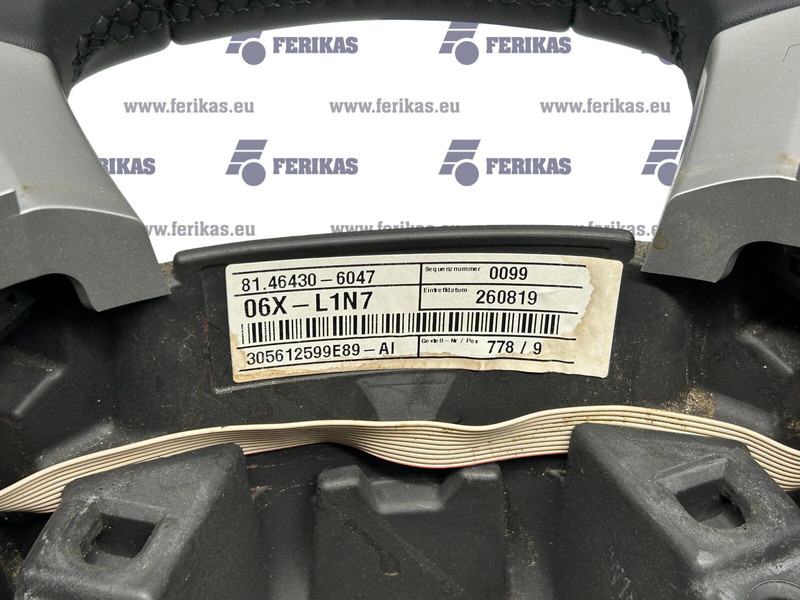 FERIKAS FERIKAS FERIKAS
www.ferikas.eu www.ferikas.eu
FERIKAS FERIKAS
www.ferikas.eu www.ferikas.eu
81.46430-6047
Sequenznummer 0099
06X-L1N7
Eintreffdatum 260819
305612599E89-AI
Gestell-Nr/Pos 778/9